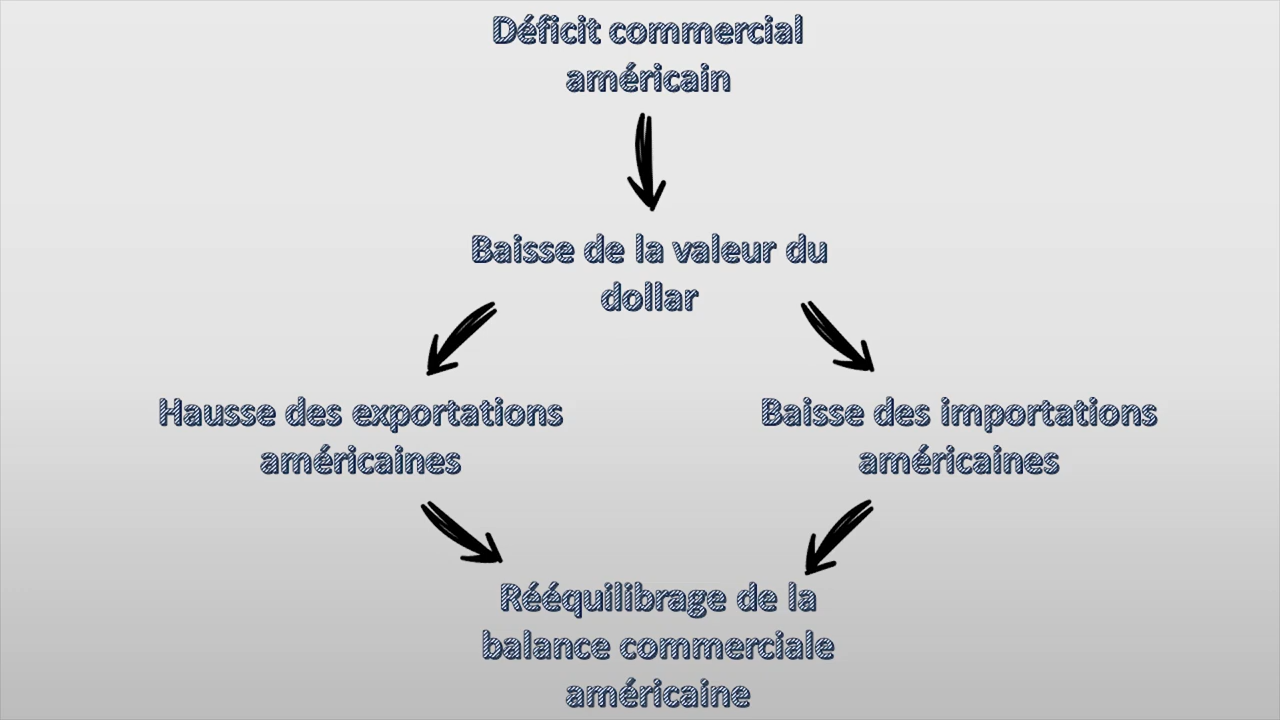 Déficit commercial
américain
Baisse de la valeur du
dollar
Hausse des exportations
américaines
Baisse des importations
américaines
Rééquilibrage de la
balance commerciale
américaine